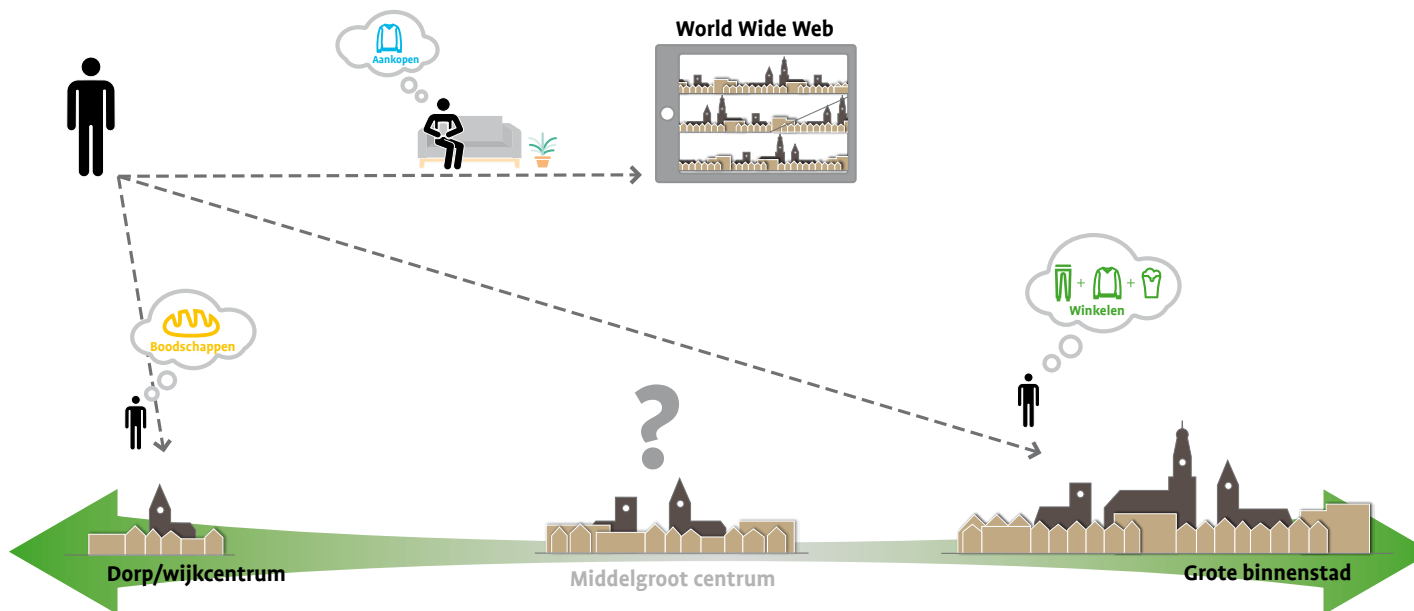 World Wide Web
Aankopen
+ +
Winkelen
Boodschappen
?
Dorp/wijkcentrum
Middelgroot centrum
Grote binnenstad